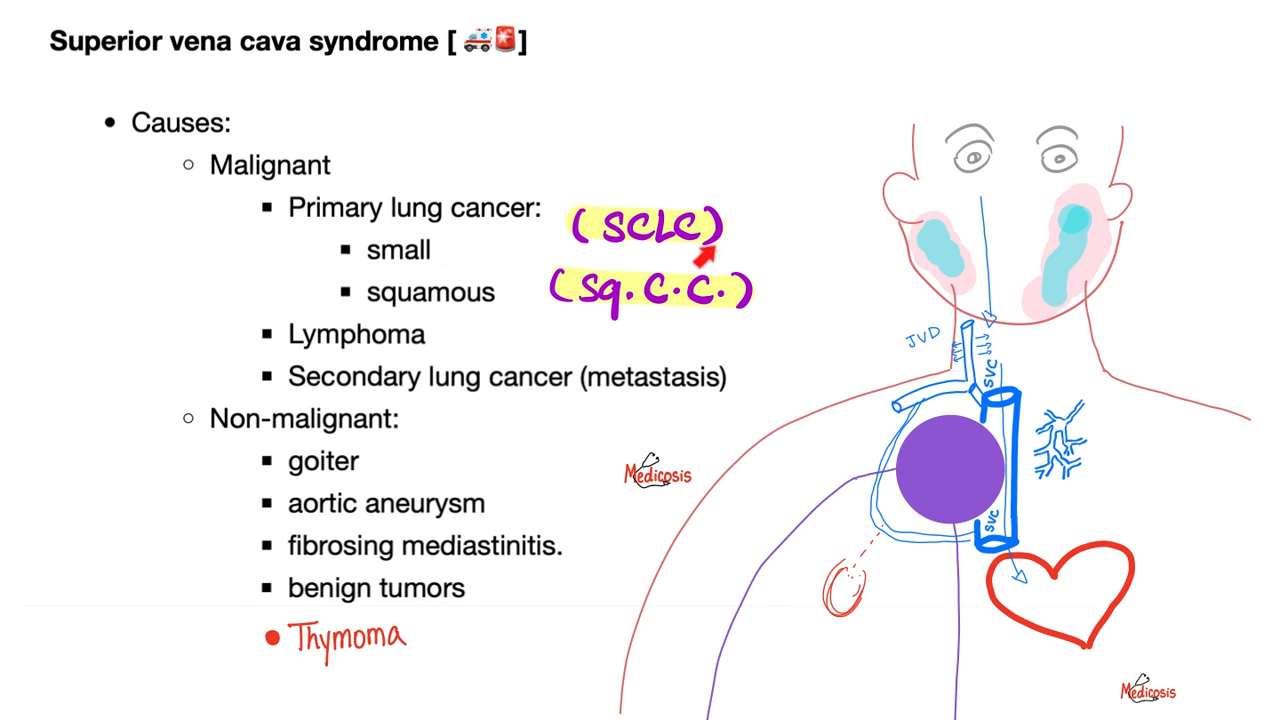 Superior vena cava syndrome [ 🚑🚨]
• Causes:
○ Malignant
▪ Primary lung cancer:
(SCLC)
▪ small
▪ squamous
(Sq.C.C.)
▪ Lymphoma
▪ Secondary lung cancer (metastasis)
○ Non-malignant:
▪ goiter
▪ aortic aneurysm
▪ fibrosing mediastinitis.
▪ benign tumors
• Thymoma
JVD
SVC
SVC
Medicosis
Medicosis